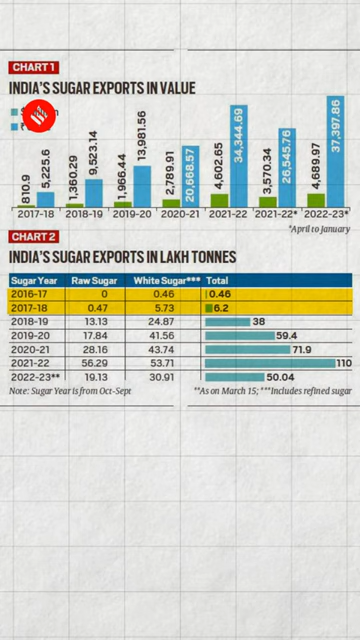 CHART 1
INDIA'S SUGAR EXPORTS IN VALUE
810.9 5,225.6 1,360.29 9,523.14 1,966.44 13,981.56 2,789.91 20,668.57 4,602.65 34,344.69 3,570.34 26,545.76 4,689.97 37,397.86
2017-18 2018-19 2019-20 2020-21 2021-22 2021-22* 2022-23*
*April to January
CHART 2
INDIA'S SUGAR EXPORTS IN LAKH TONNES
Sugar Year Raw Sugar White Sugar*** Total
2016-17 0 0.46 0.46
2017-18 0.47 5.73 6.2
2018-19 13.13 24.87 38
2019-20 17.84 41.56 59.4
2020-21 28.16 43.74 71.9
2021-22 56.29 53.71 110
2022-23** 19.13 30.91 50.04
Note: Sugar Year is from Oct-Sept **As on March 15; ***Includes refined sugar